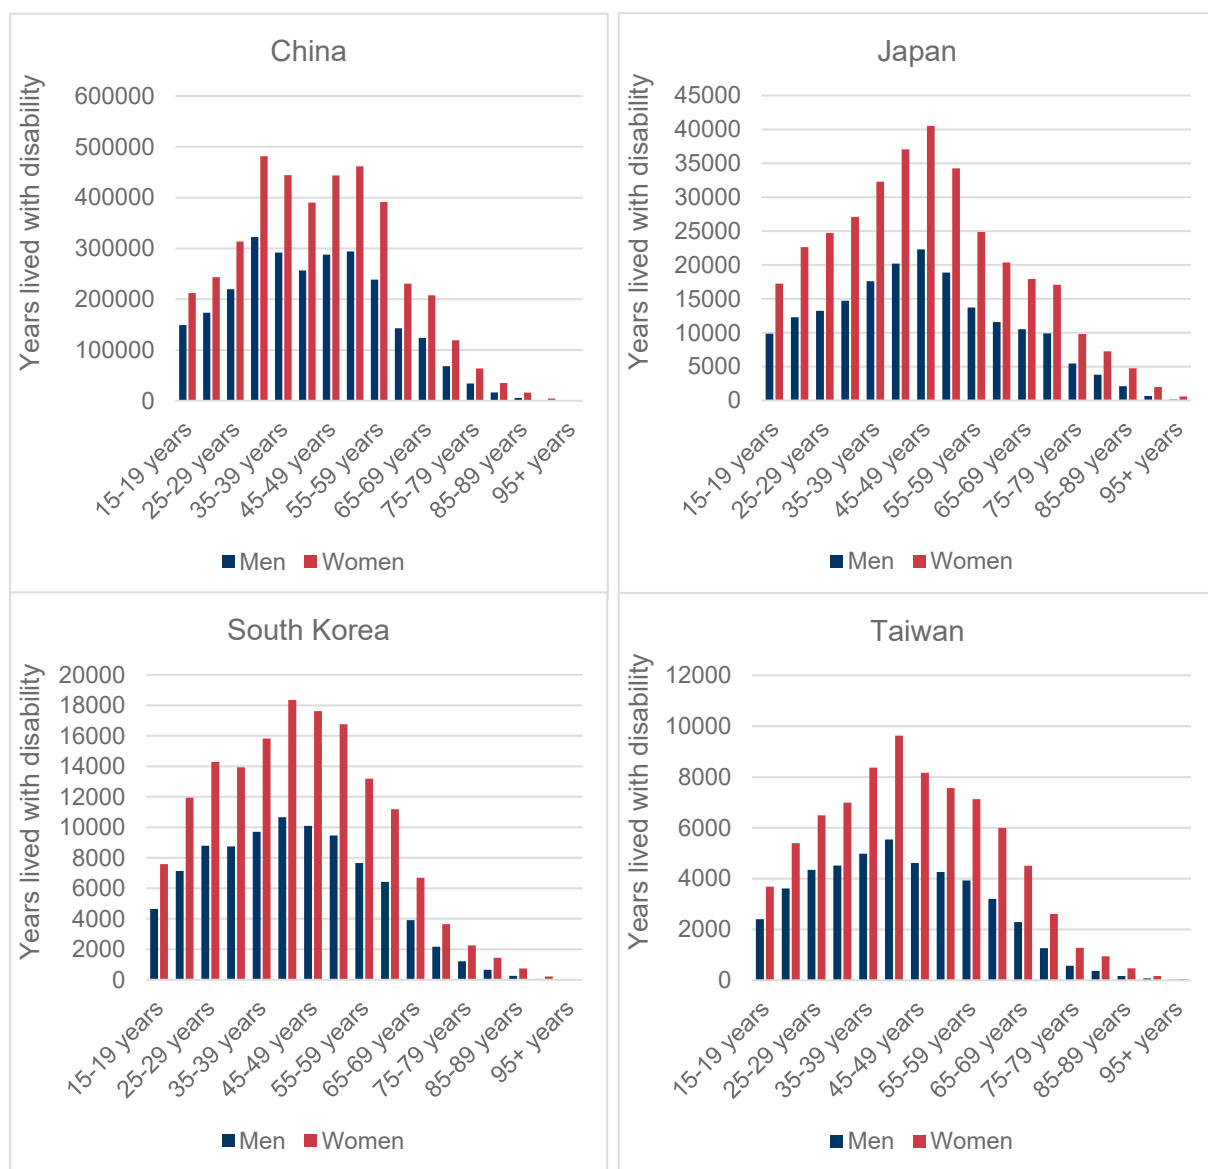 China
Years lived with disability
600000
500000
400000
300000
200000
100000
0
15-19 years
25-29 years
35-39 years
45-49 years
55-59 years
65-69 years
75-79 years
85-89 years
95+ years
Men Women
Japan
Years lived with disability
45000
40000
35000
30000
25000
20000
15000
10000
5000
0
15-19 years
25-29 years
35-39 years
45-49 years
55-59 years
65-69 years
75-79 years
85-89 years
95+ years
Men Women
South Korea
Years lived with disability
20000
18000
16000
14000
12000
10000
8000
6000
4000
2000
0
15-19 years
25-29 years
35-39 years
45-49 years
55-59 years
65-69 years
75-79 years
85-89 years
95+ years
Men Women
Taiwan
Years lived with disability
12000
10000
8000
6000
4000
2000
0
15-19 years
25-29 years
35-39 years
45-49 years
55-59 years
65-69 years
75-79 years
85-89 years
95+ years
Men Women